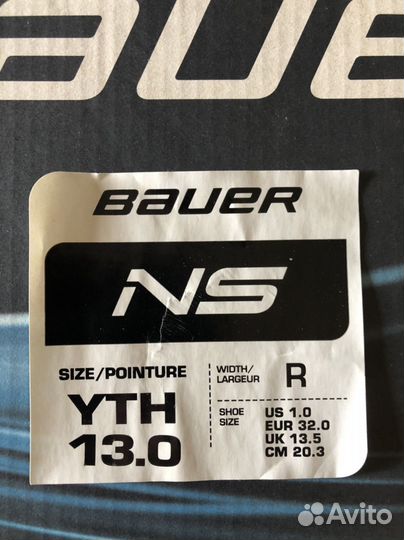 BAUER
BAUER
NS
SIZE/POINTURE
YTH
13.0
WIDTH/
LARGEUR
R
SHOE
SIZE
US 1.0
EUR 32.0
UK 13.5
CM 20.3
Avito